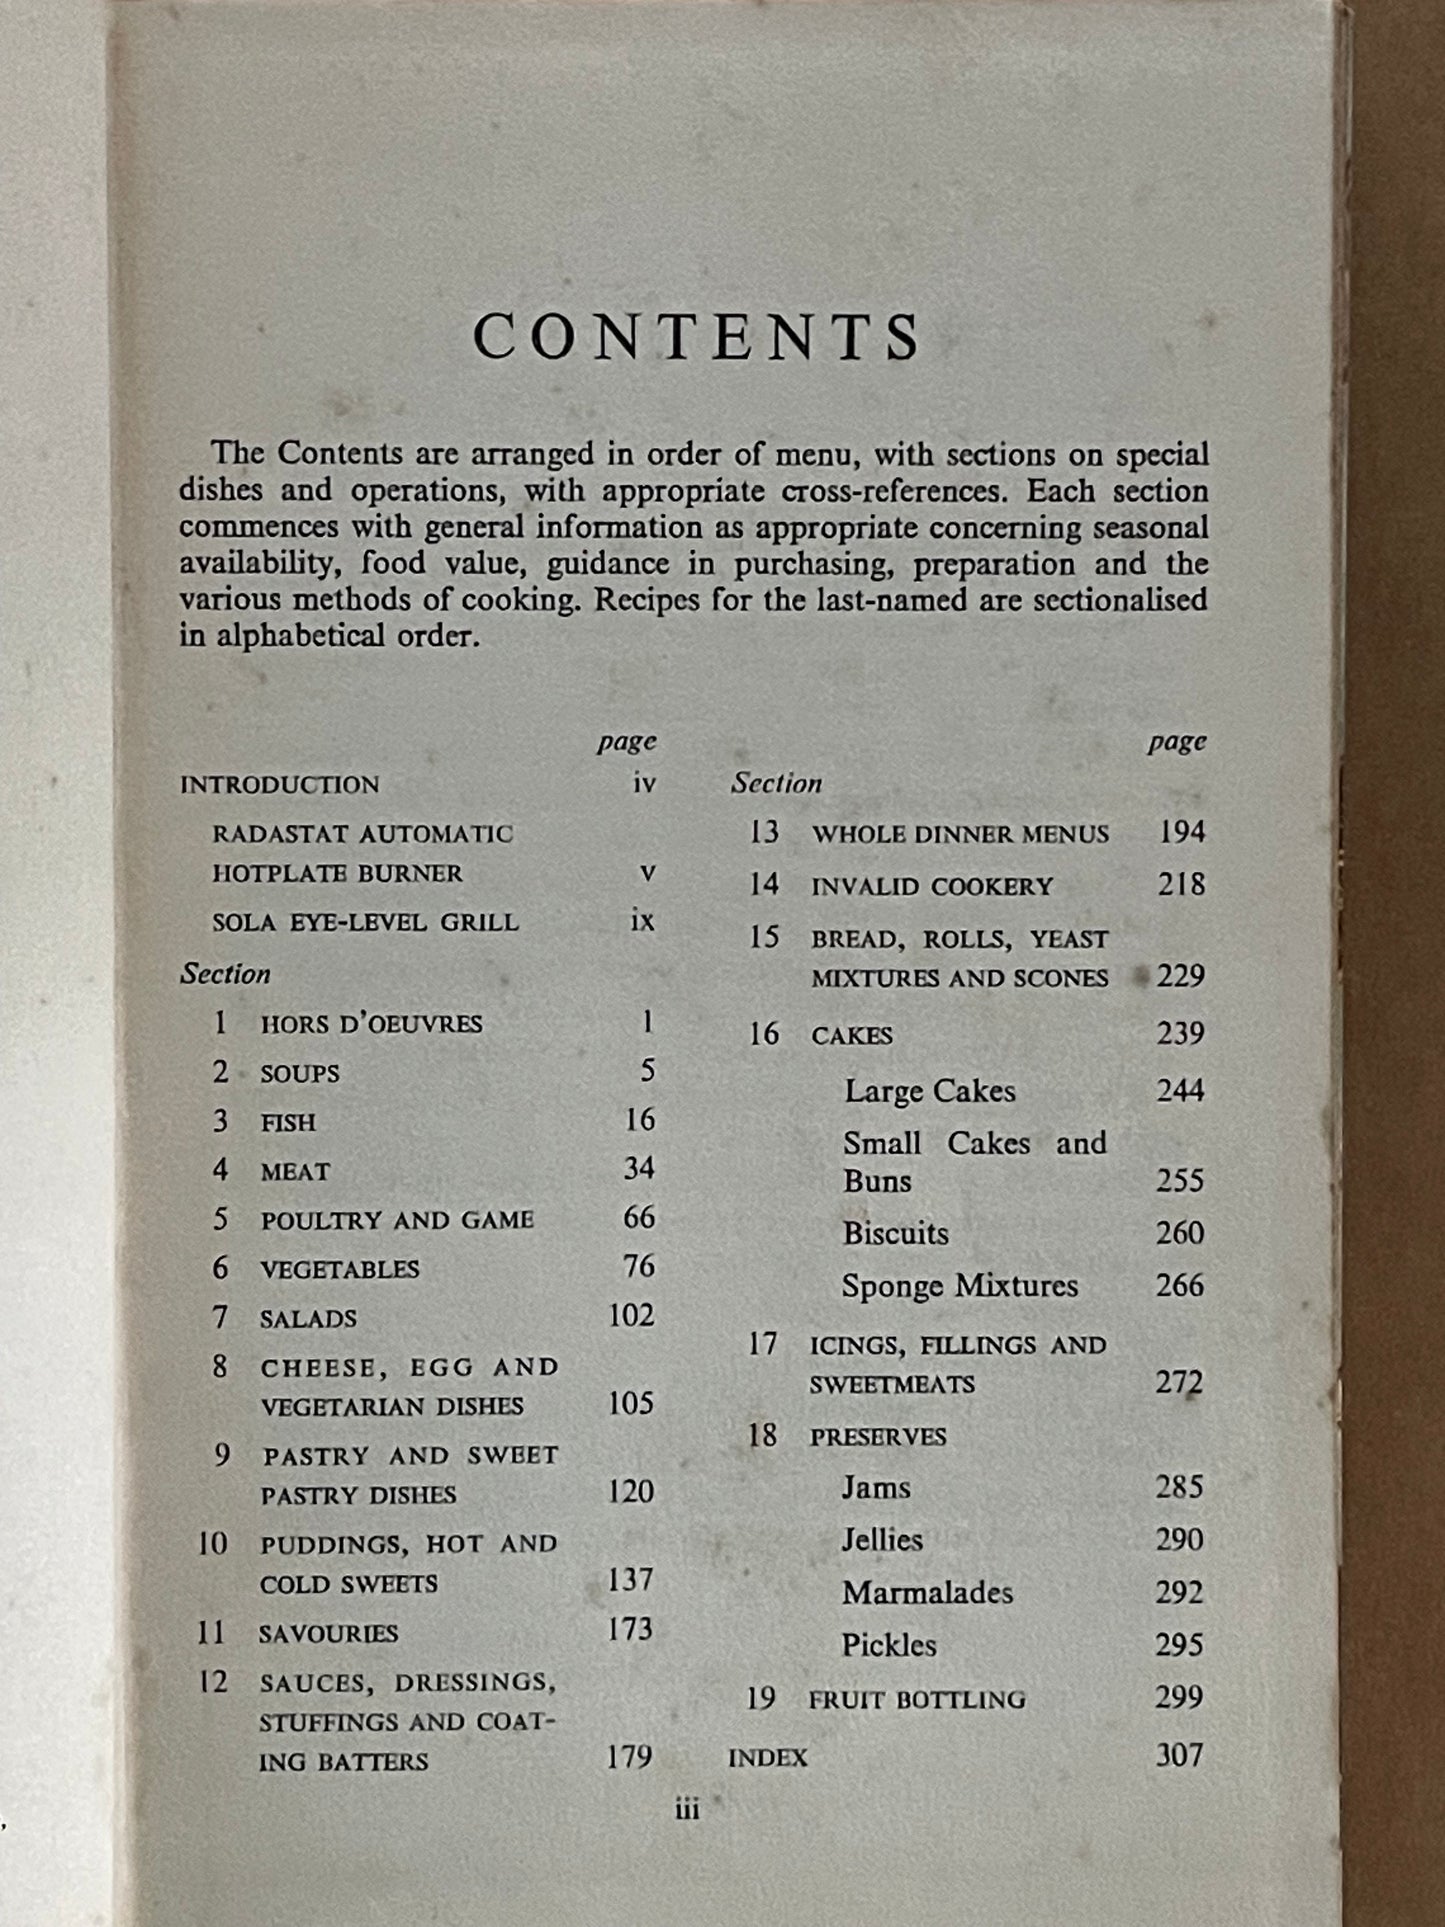 CONTENTS
The Contents are arranged in order of menu, with sections on special
dishes and operations, with appropriate cross-references. Each section
commences with general information as appropriate concerning seasonal
availability, food value, guidance in purchasing, preparation and the
various methods of cooking. Recipes for the last-named are sectionalised
in alphabetical order.
page
INTRODUCTION iv
RADASTAT AUTOMATIC
HOTPLATE BURNER v
SOLA EYE-LEVEL GRILL ix
Section
1 HORS D'OEUVRES 1
2 SOUPS 5
3 FISH 16
4 MEAT 34
5 POULTRY AND GAME 66
6 VEGETABLES 76
7 SALADS 102
8 CHEESE, EGG AND
VEGETARIAN DISHES 105
9 PASTRY AND SWEET
PASTRY DISHES 120
10 PUDDINGS, HOT AND
COLD SWEETS 137
11 SAVOURIES 173
12 SAUCES, DRESSINGS,
STUFFINGS AND COAT-
ING BATTERS 179
page
Section
13 WHOLE DINNER MENUS 194
14 INVALID COOKERY 218
15 BREAD, ROLLS, YEAST
MIXTURES AND SCONES 229
16 CAKES 239
Large Cakes 244
Small Cakes and
Buns 255
Biscuits 260
Sponge Mixtures 266
17 ICINGS, FILLINGS AND
SWEETMEATS 272
18 PRESERVES
Jams 285
Jellies 290
Marmalades 292
Pickles 295
19 FRUIT BOTTLING 299
INDEX 307
iii